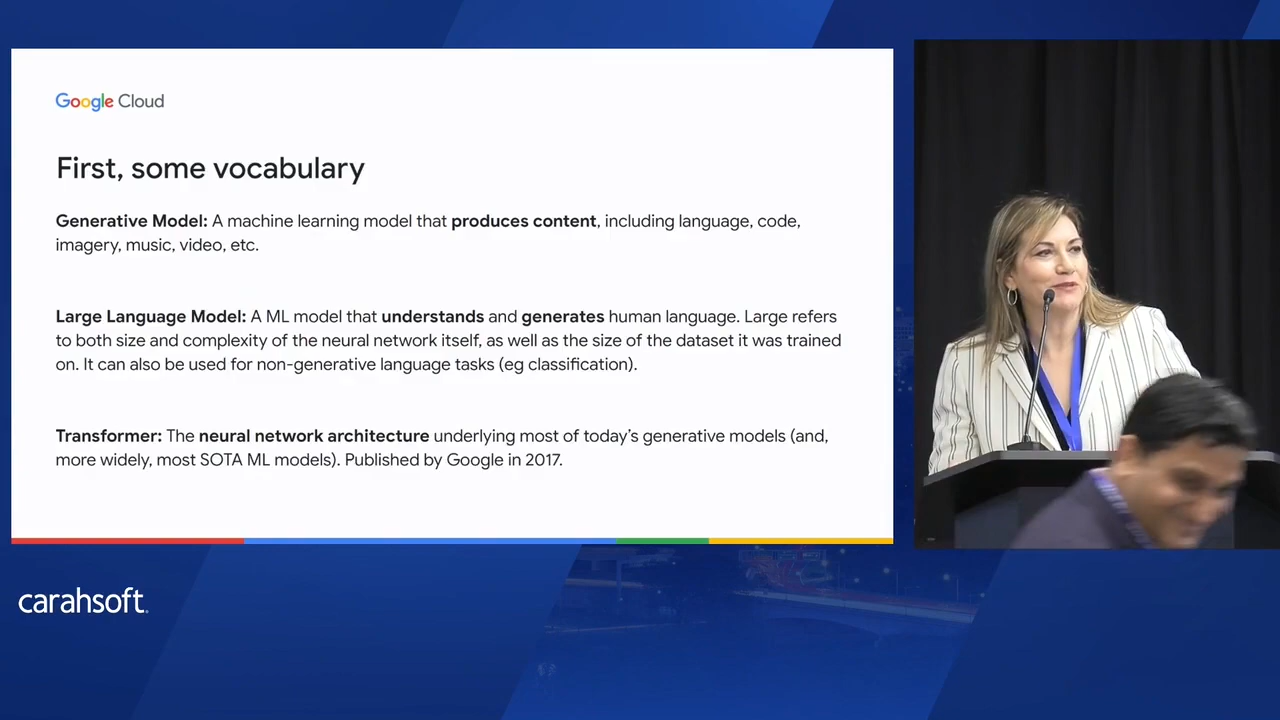 Google Cloud
First, some vocabulary
Generative Model: A machine learning model that produces content, including language, code,
imagery, music, video, etc.
Large Language Model: A ML model that understands and generates human language. Large refers
to both size and complexity of the neural network itself, as well as the size of the dataset it was trained
on. It can also be used for non-generative language tasks (eg classification).
Transformer: The neural network architecture underlying most of today's generative models (and,
more widely, most SOTA ML models). Published by Google in 2017.
carahsoft.